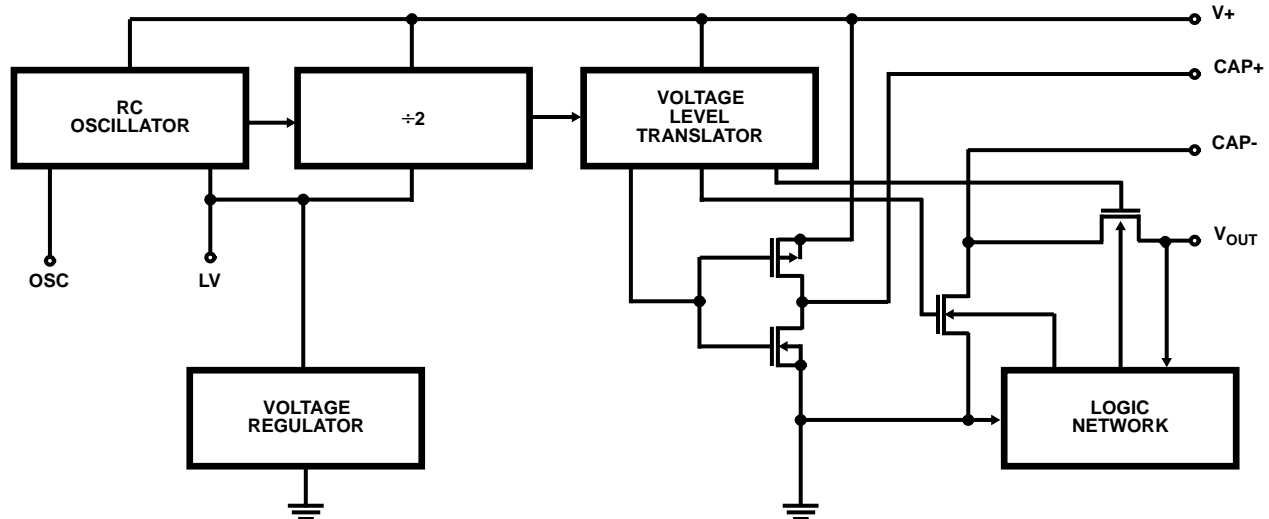 V+
CAP+
RC
OSCILLATOR
÷2
VOLTAGE
LEVEL
TRANSLATOR
CAP-
VOUT
OSC
LV
VOLTAGE
REGULATOR
LOGIC
NETWORK